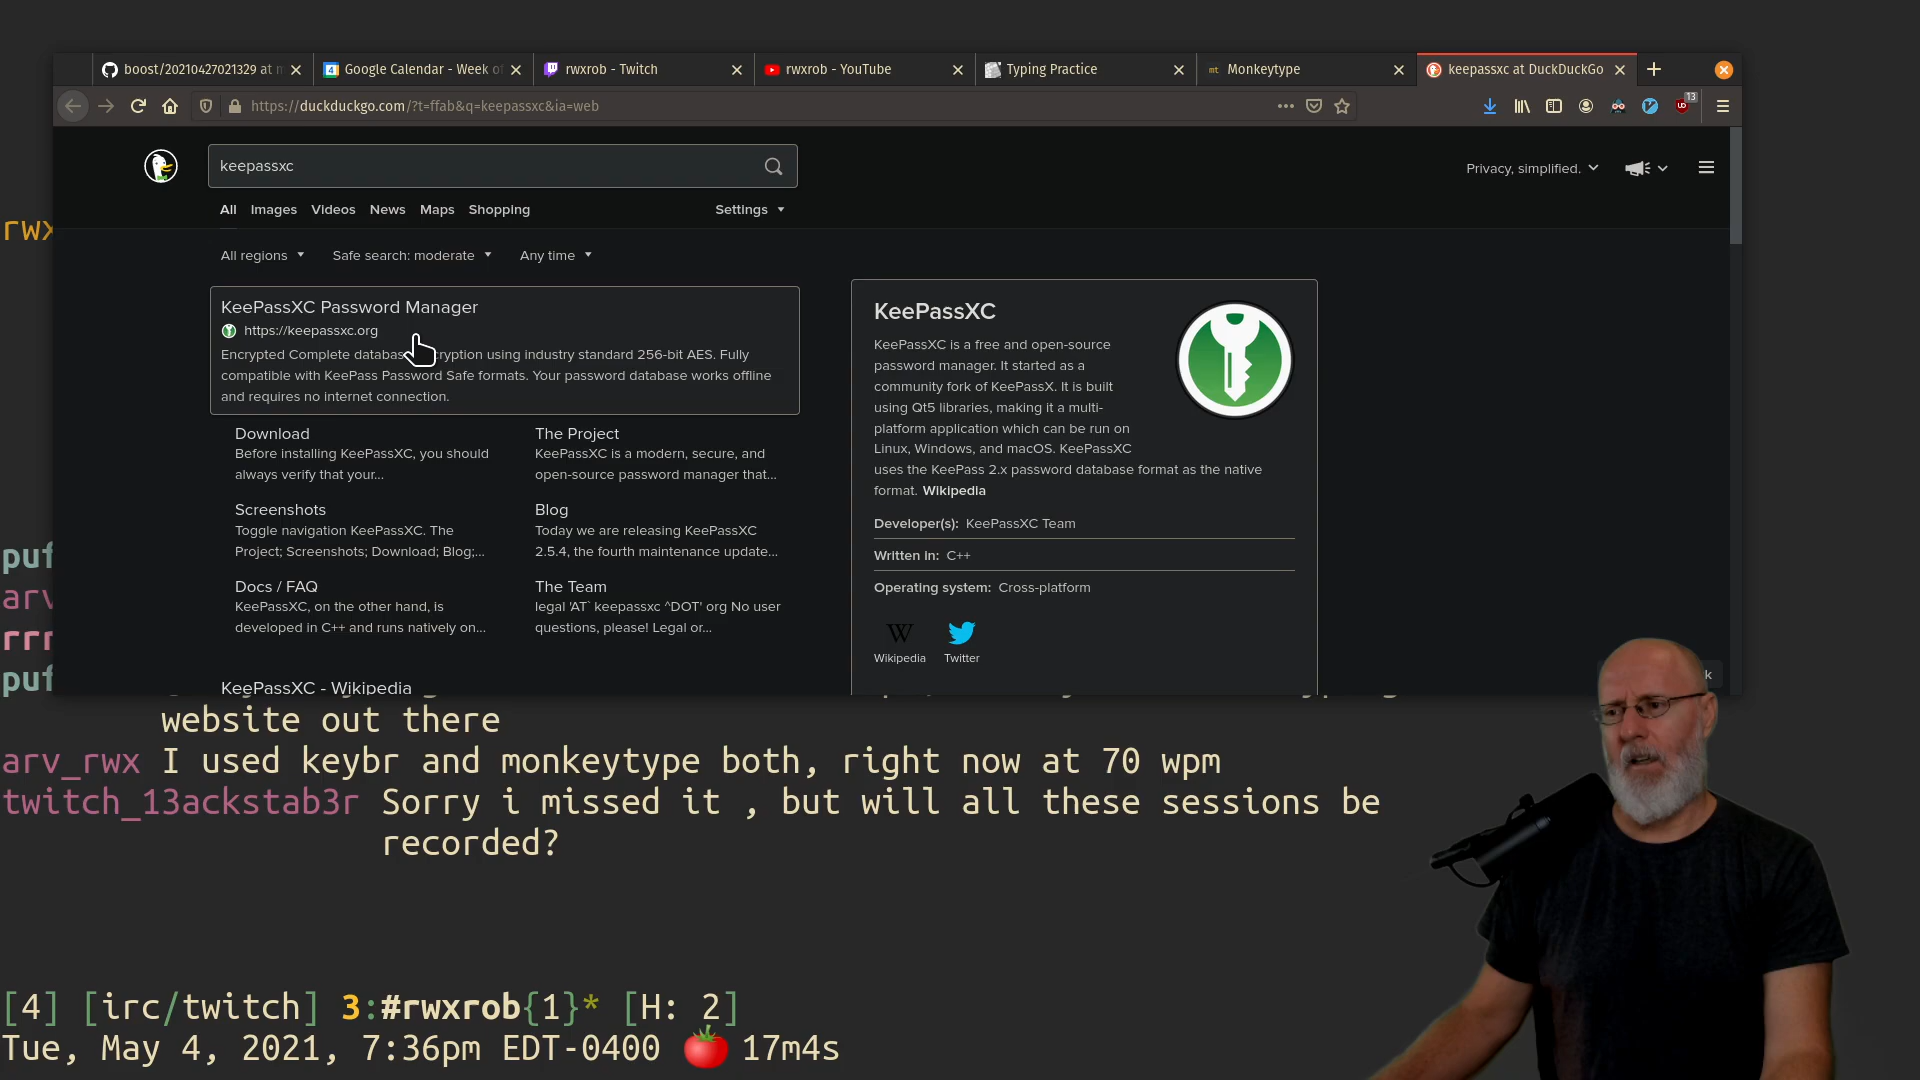 boost/20210427021329 at
Google Calendar - Week of
rwxrob - Twitch
rwxrob - YouTube
Typing Practice
mt Monkeytype
keepassxc at DuckDuckGo
https://duckduckgo.com/?t=ffab&q=keepassxc&ia=web
13
keepassxc
Privacy, simplified.
All Images Videos News Maps Shopping Settings
All regions Safe search: moderate Any time
KeePassXC Password Manager
https://keepassxc.org
Encrypted Complete database using industry standard 256-bit AES. Fully
compatible with KeePass Password Safe formats. Your password database works offline
and requires no internet connection.
Download
Before installing KeePassXC, you should
always verify that your...
The Project
KeePassXC is a modern, secure, and
open-source password manager that...
Screenshots
Toggle navigation KeePassXC. The
Project; Screenshots; Download; Blog;...
Blog
Today we are releasing KeePassXC
2.5.4, the fourth maintenance update...
Docs / FAQ
KeePassXC, on the other hand, is
developed in C++ and runs natively on...
The Team
legal 'AT` keepassxc ^DOT' org No user
questions, please! Legal or...
KeePassXC - Wikipedia
KeePassXC
KeePassXC is a free and open-source
password manager. It started as a
community fork of KeePassX. It is built
using Qt5 libraries, making it a multi-
platform application which can be run on
Linux, Windows, and macOS. KeePassXC
uses the KeePass 2.x password database format as the native
format. Wikipedia
Developer(s): KeePassXC Team
Written in: C++
Operating system: Cross-platform
W
Wikipedia Twitter
rwx
puf
arv
rrr
puf
website out there
arv_rwx I used keybr and monkeytype both, right now at 70 wpm
twitch_13ackstab3r Sorry i missed it , but will all these sessions be
recorded?
[4] [irc/twitch] 3:#rwxrob{1}* [H: 2]
Tue, May 4, 2021, 7:36pm EDT-0400 17m4s